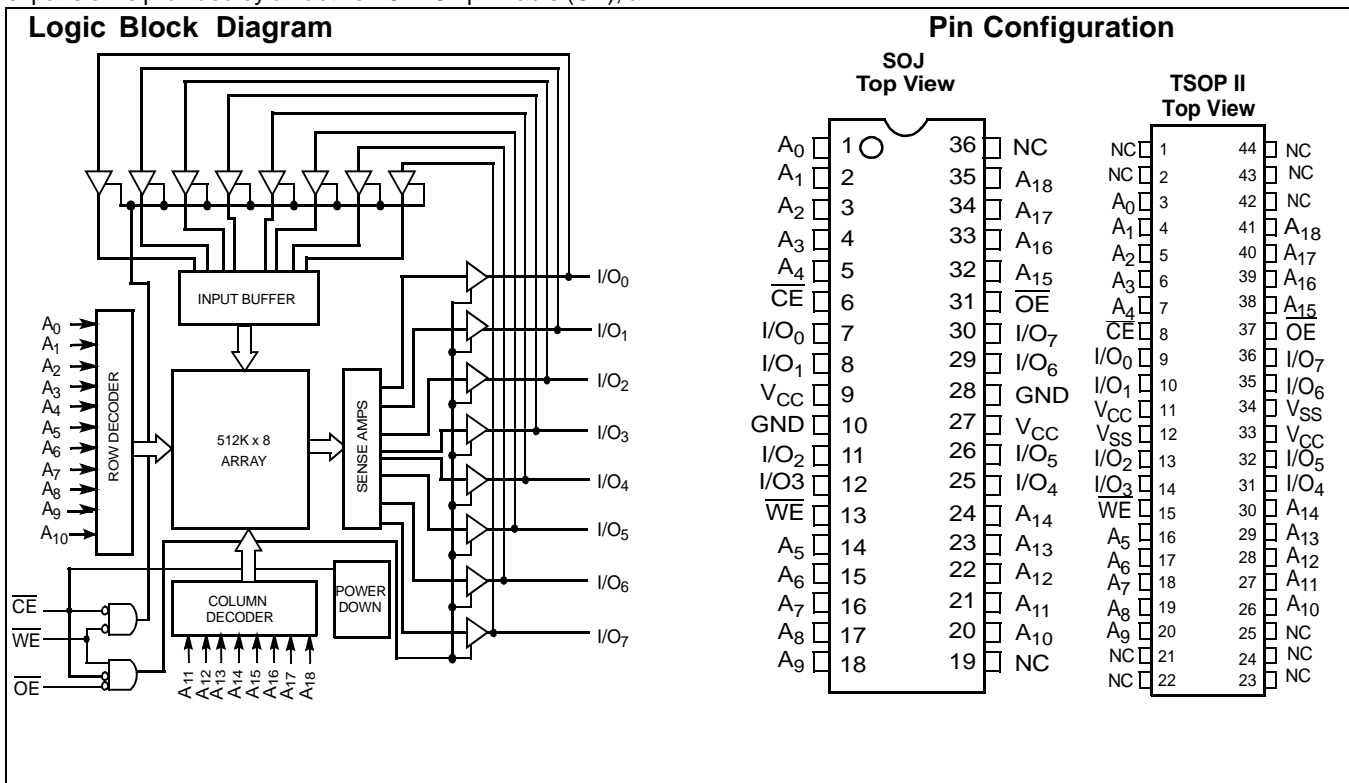 Logic Block Diagram
INPUT BUFFER
A0
A1
A2
A3
A4
A5
A6
A7
A8
A9
A10
ROW DECODER
512K x 8
ARRAY
SENSE AMPS
I/O0
I/O1
I/O2
I/O3
I/O4
I/O5
I/O6
I/O7
COLUMN
DECODER
POWER
DOWN
CE
WE
OE
A11
A12
A13
A14
A15
A16
A17
A18
Pin Configuration
SOJ
Top View
A0 1 36 NC
A1 2 35 A18
A2 3 34 A17
A3 4 33 A16
A4 5 32 A15
CE 6 31 OE
I/O0 7 30 I/O7
I/O1 8 29 I/O6
VCC 9 28 GND
GND 10 27 VCC
I/O2 11 26 I/O5
I/O3 12 25 I/O4
WE 13 24 A14
A5 14 23 A13
A6 15 22 A12
A7 16 21 A11
A8 17 20 A10
A9 18 19 NC
TSOP II
Top View
NC 1 44 NC
NC 2 43 NC
A0 3 42 NC
A1 4 41 A18
A2 5 40 A17
A3 6 39 A16
A4 7 38 A15
CE 8 37 OE
I/O0 9 36 I/O7
I/O1 10 35 I/O6
VCC 11 34 VSS
VSS 12 33 VCC
I/O2 13 32 I/O5
I/O3 14 31 I/O4
WE 15 30 A14
A5 16 29 A13
A6 17 28 A12
A7 18 27 A11
A8 19 26 A10
A9 20 25 NC
NC 21 24 NC
NC 22 23 NC